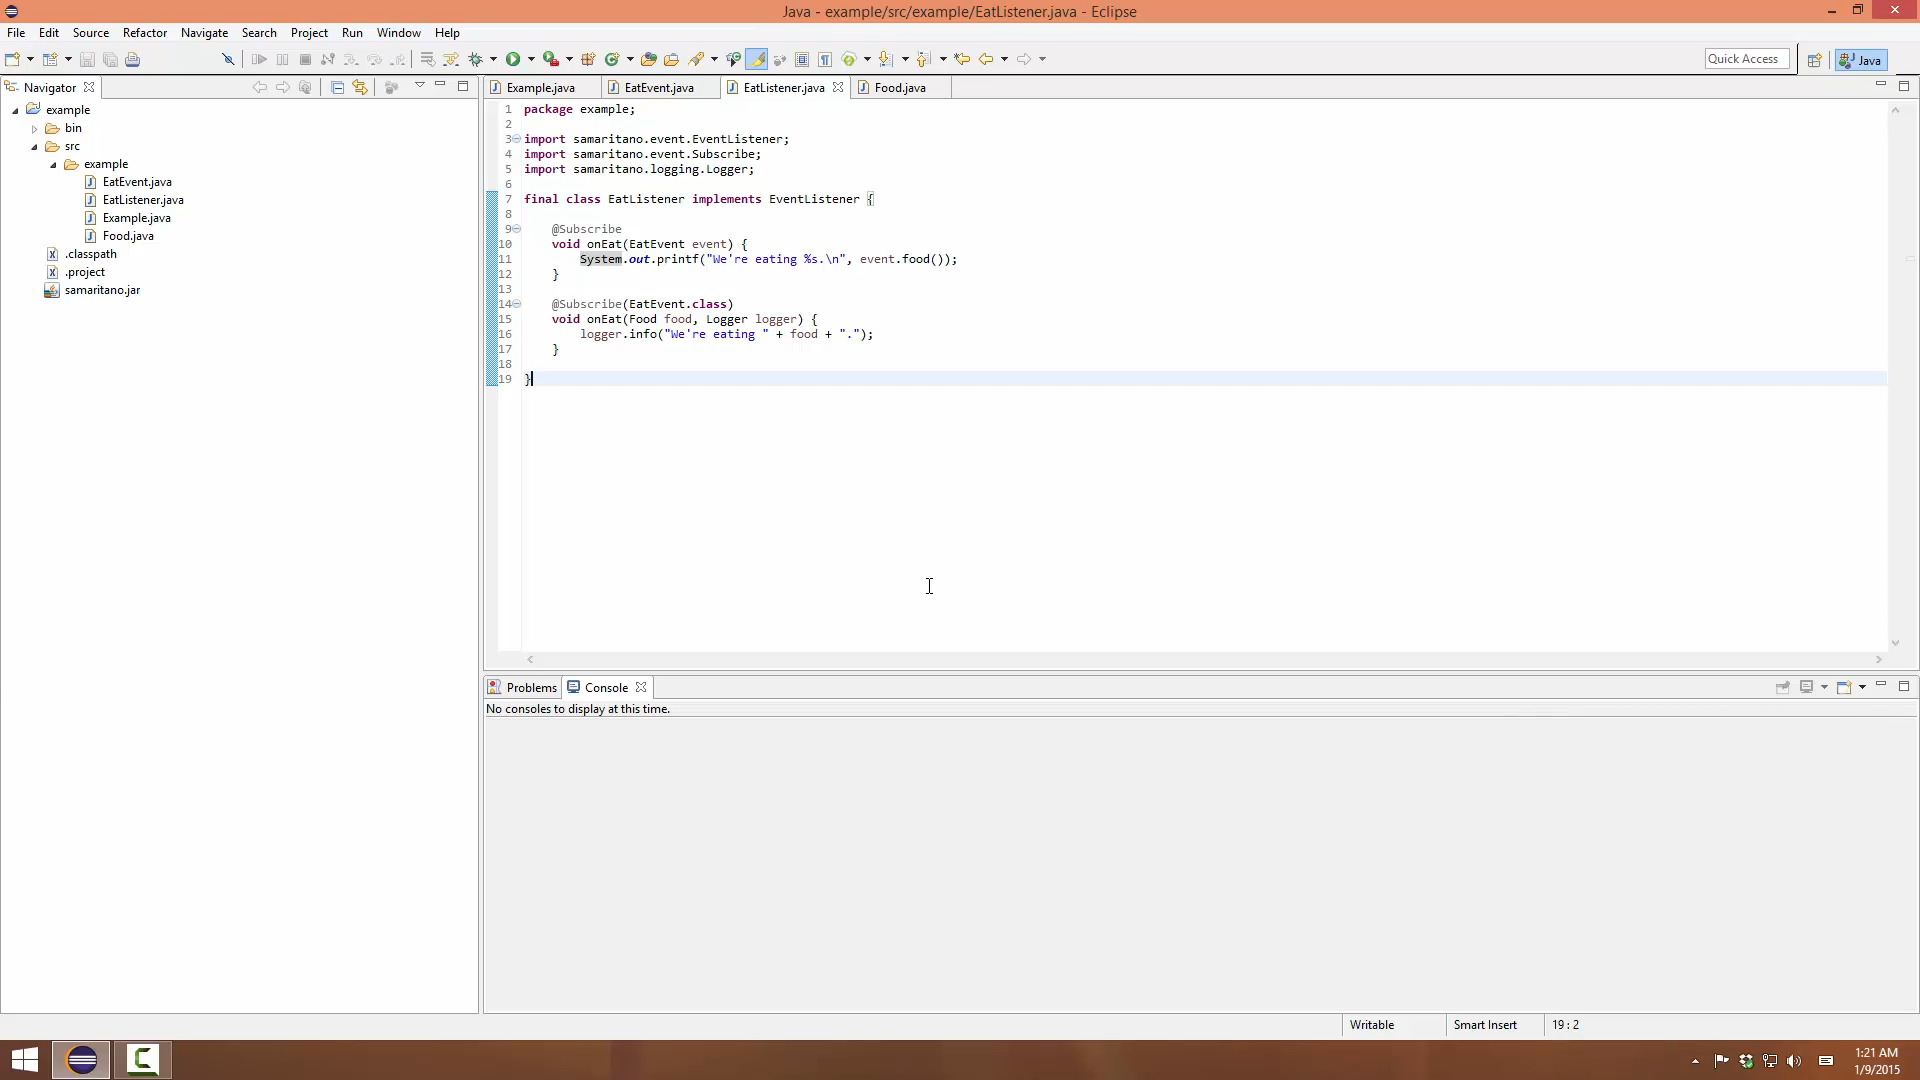 Java - example/src/example/EatListener.java - Eclipse
File Edit Source Refactor Navigate Search Project Run Window Help
Quick Access
Java
Navigator
example
bin
src
example
EatEvent.java
EatListener.java
Example.java
Food.java
.classpath
.project
samaritano.jar
Example.java EatEvent.java EatListener.java Food.java
1 package example;
2
3 import samaritano.event.EventListener;
4 import samaritano.event.Subscribe;
5 import samaritano.logging.Logger;
6
7 final class EatListener implements EventListener {
8
9 @Subscribe
10 void onEat(EatEvent event) {
11 System.out.printf("We're eating %s.\n", event.food());
12 }
13
14 @Subscribe(EatEvent.class)
15 void onEat(Food food, Logger logger) {
16 logger.info("We're eating " + food + ".");
17 }
18
19 }
Problems Console
No consoles to display at this time.
Writable Smart Insert 19 : 2
1:21 AM
1/9/2015